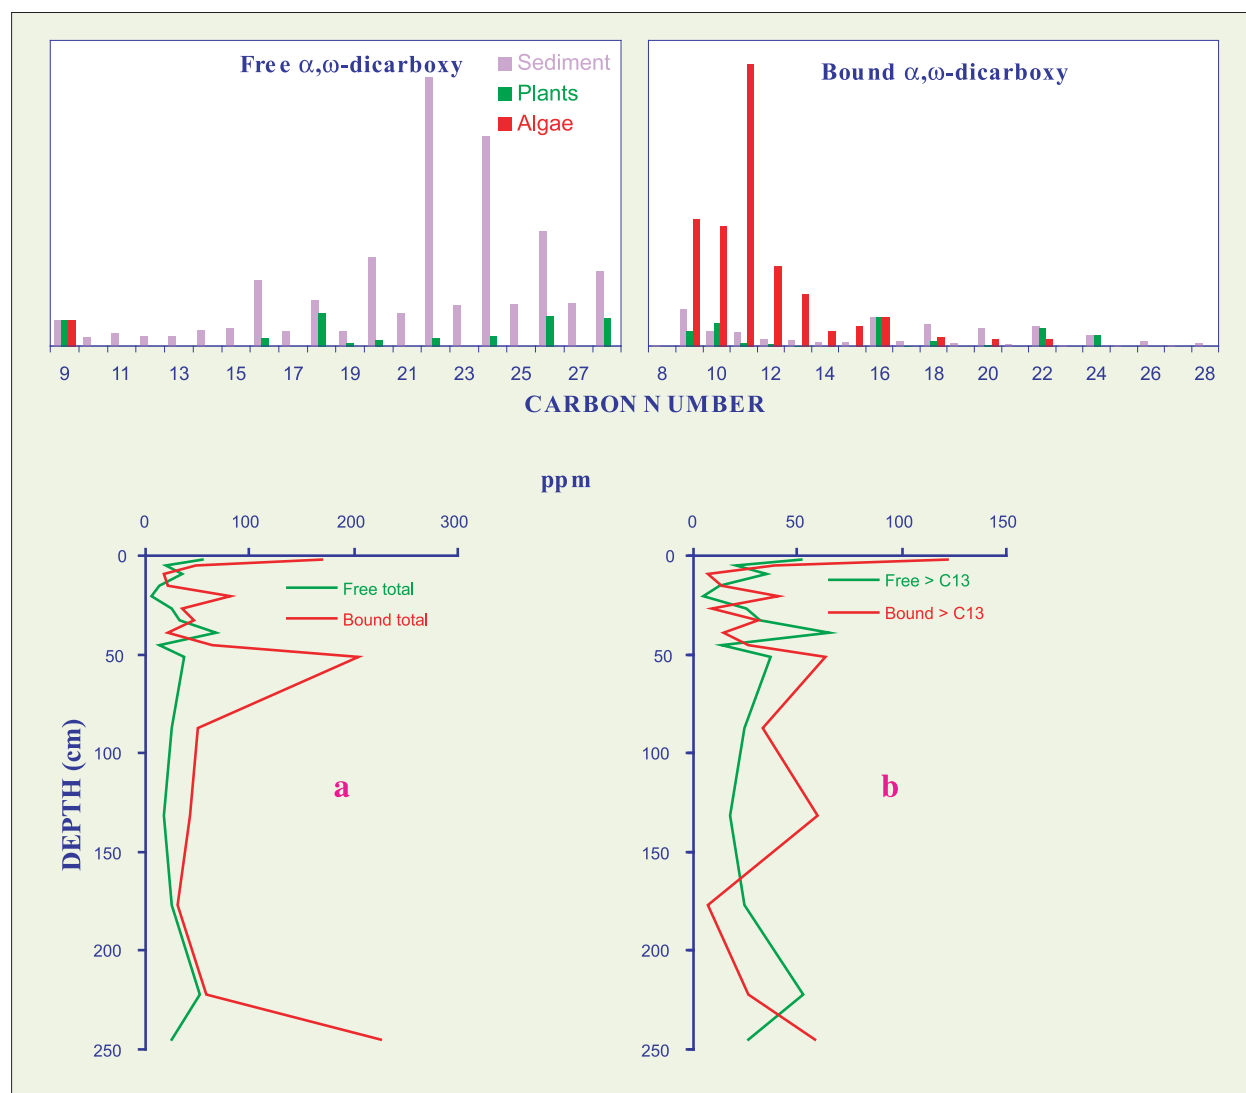 Free α,ω-dicarboxy
Sediment
Plants
Algae
Bound α,ω-dicarboxy
9 11 13 15 16 17 19 21 23 25 27
8 10 12 14 16 18 20 22 24 26 28
CARBON NUMBER
ppm
0 100 200 300
0 50 100 150
0
50
100
150
200
250
DEPTH (cm)
Free total
Bound total
a
0
50
100
150
200
250
Free > C13
Bound > C13
b